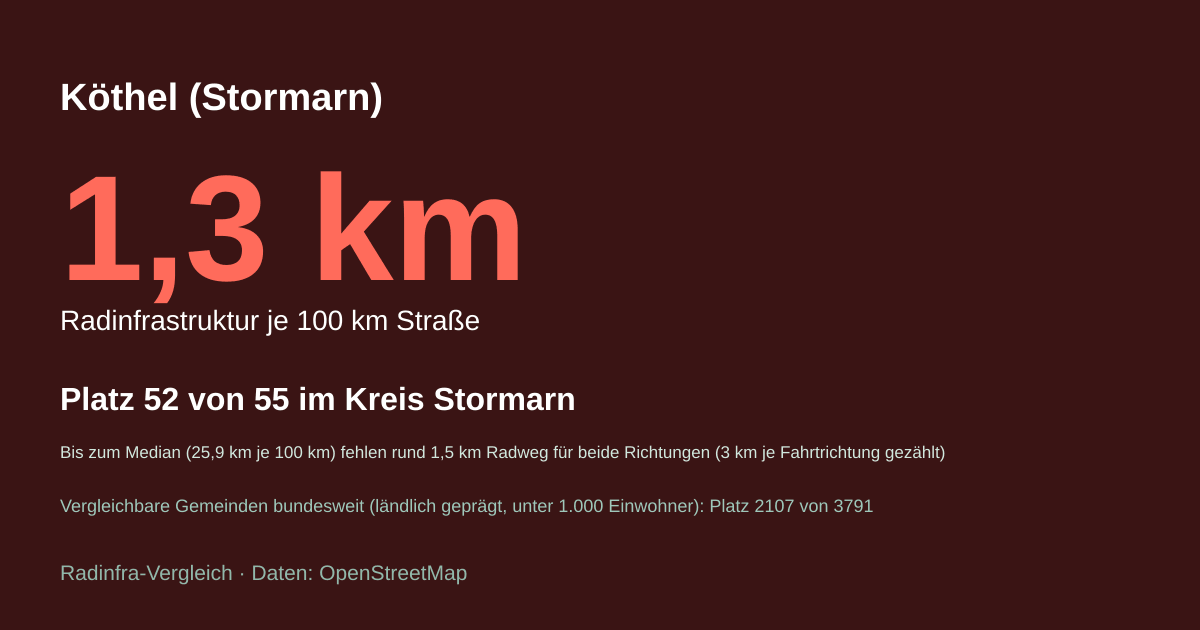 Köthel (Stormarn)
1,3 km
Radinfrastruktur je 100 km Straße
Platz 52 von 55 im Kreis Stormarn
Bis zum Median (25,9 km je 100 km) fehlen rund 1,5 km Radweg für beide Richtungen (3 km je Fahrtrichtung gezählt)
Vergleichbare Gemeinden bundesweit (ländlich geprägt, unter 1.000 Einwohner): Platz 2107 von 3791
Radinfra-Vergleich · Daten: OpenStreetMap